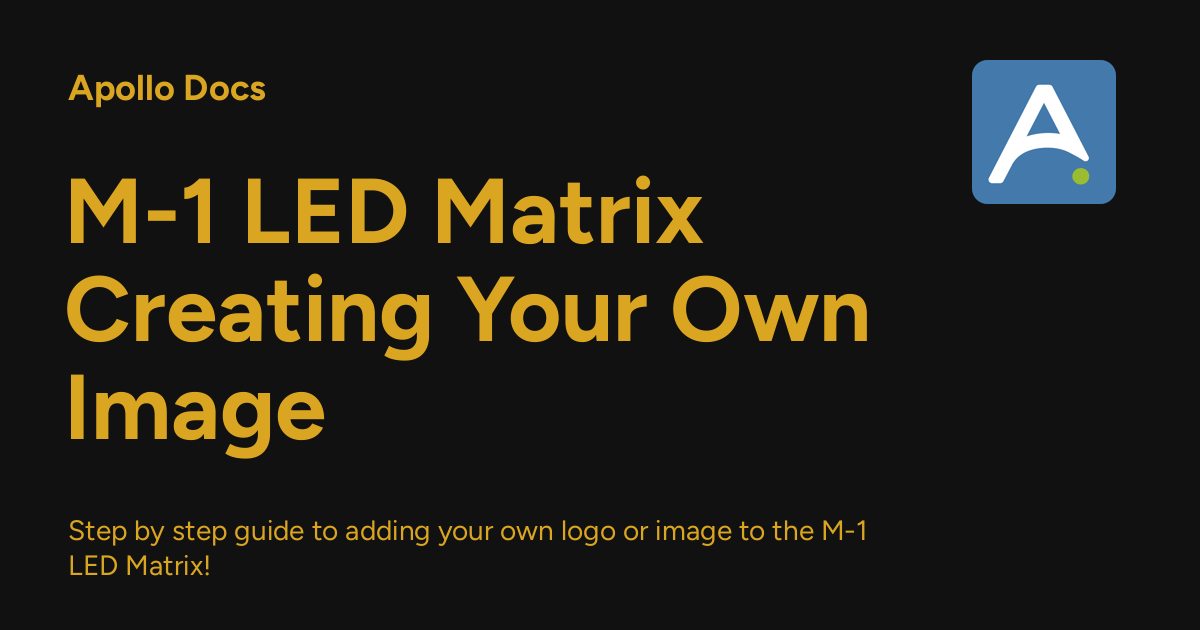 Apollo Docs
M-1 LED Matrix
Creating Your Own
Image
Step by step guide to adding your own logo or image to the M-1
LED Matrix!